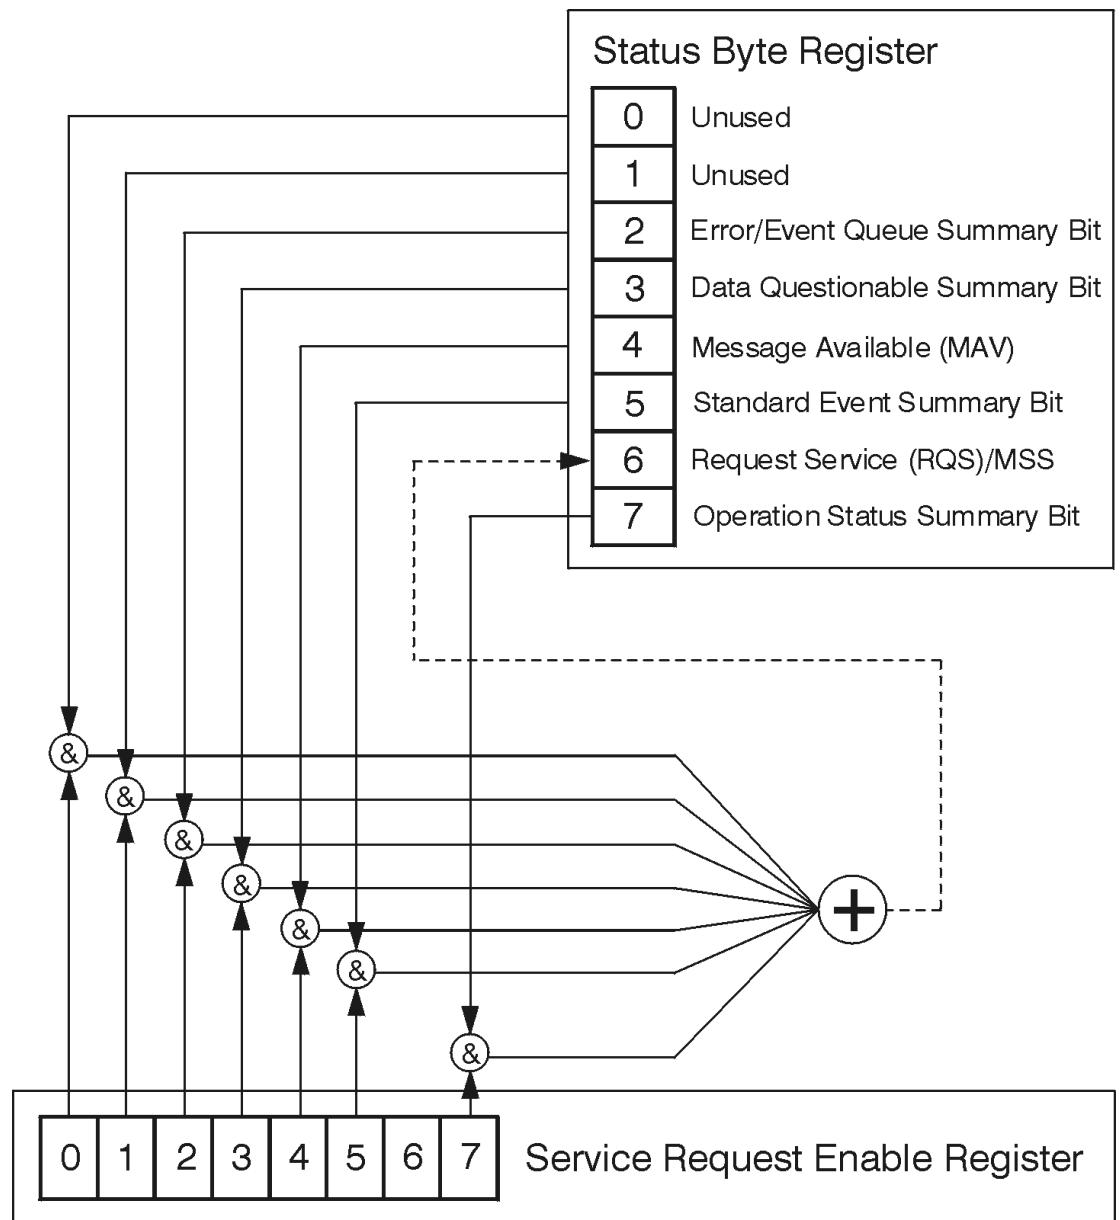 Status Byte Register
0 Unused
1 Unused
2 Error/Event Queue Summary Bit
3 Data Questionable Summary Bit
4 Message Available (MAV)
5 Standard Event Summary Bit
6 Request Service (RQS)/MSS
7 Operation Status Summary Bit
&
&
&
&
&
&
&
+
0 1 2 3 4 5 6 7 Service Request Enable Register